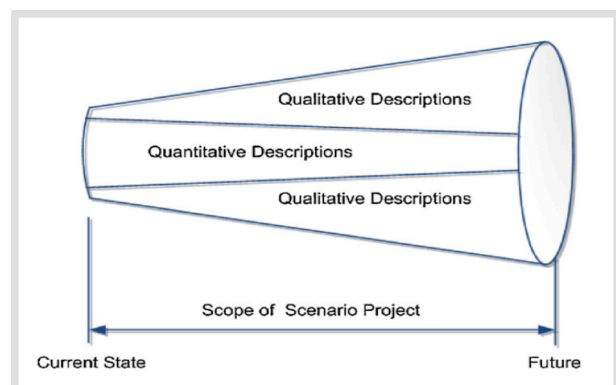 Qualitative Descriptions
Quantitative Descriptions
Qualitative Descriptions
Scope of Scenario Project
Current State
Future